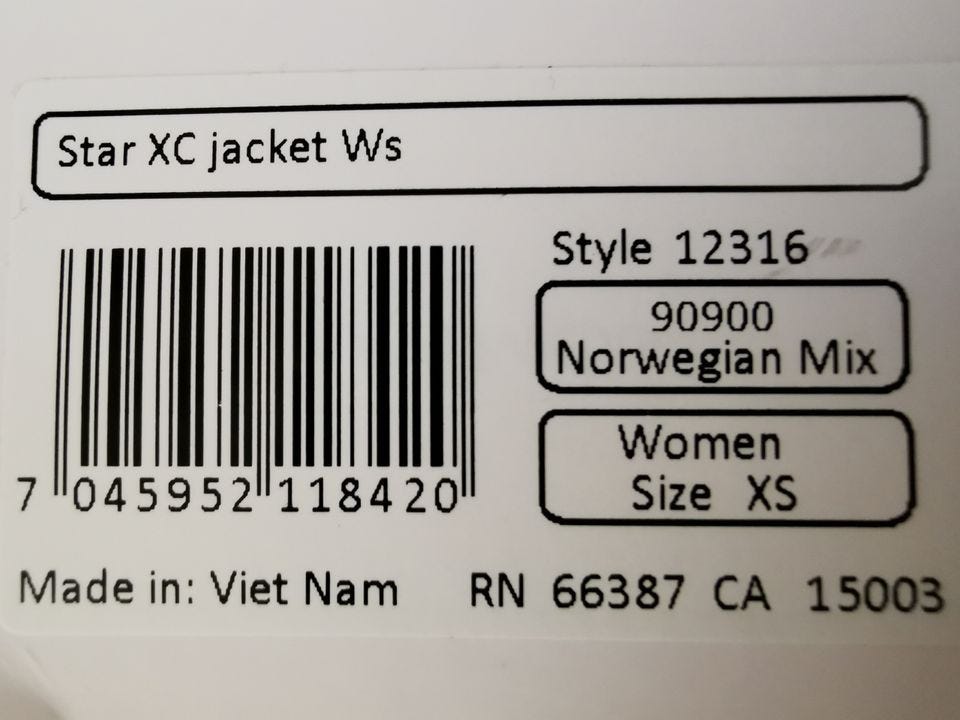 Star XC jacket Ws
Style 12316
90900
Norwegian Mix
Women
Size XS
7 045952 118420
Made in: Viet Nam RN 66387 CA 15003